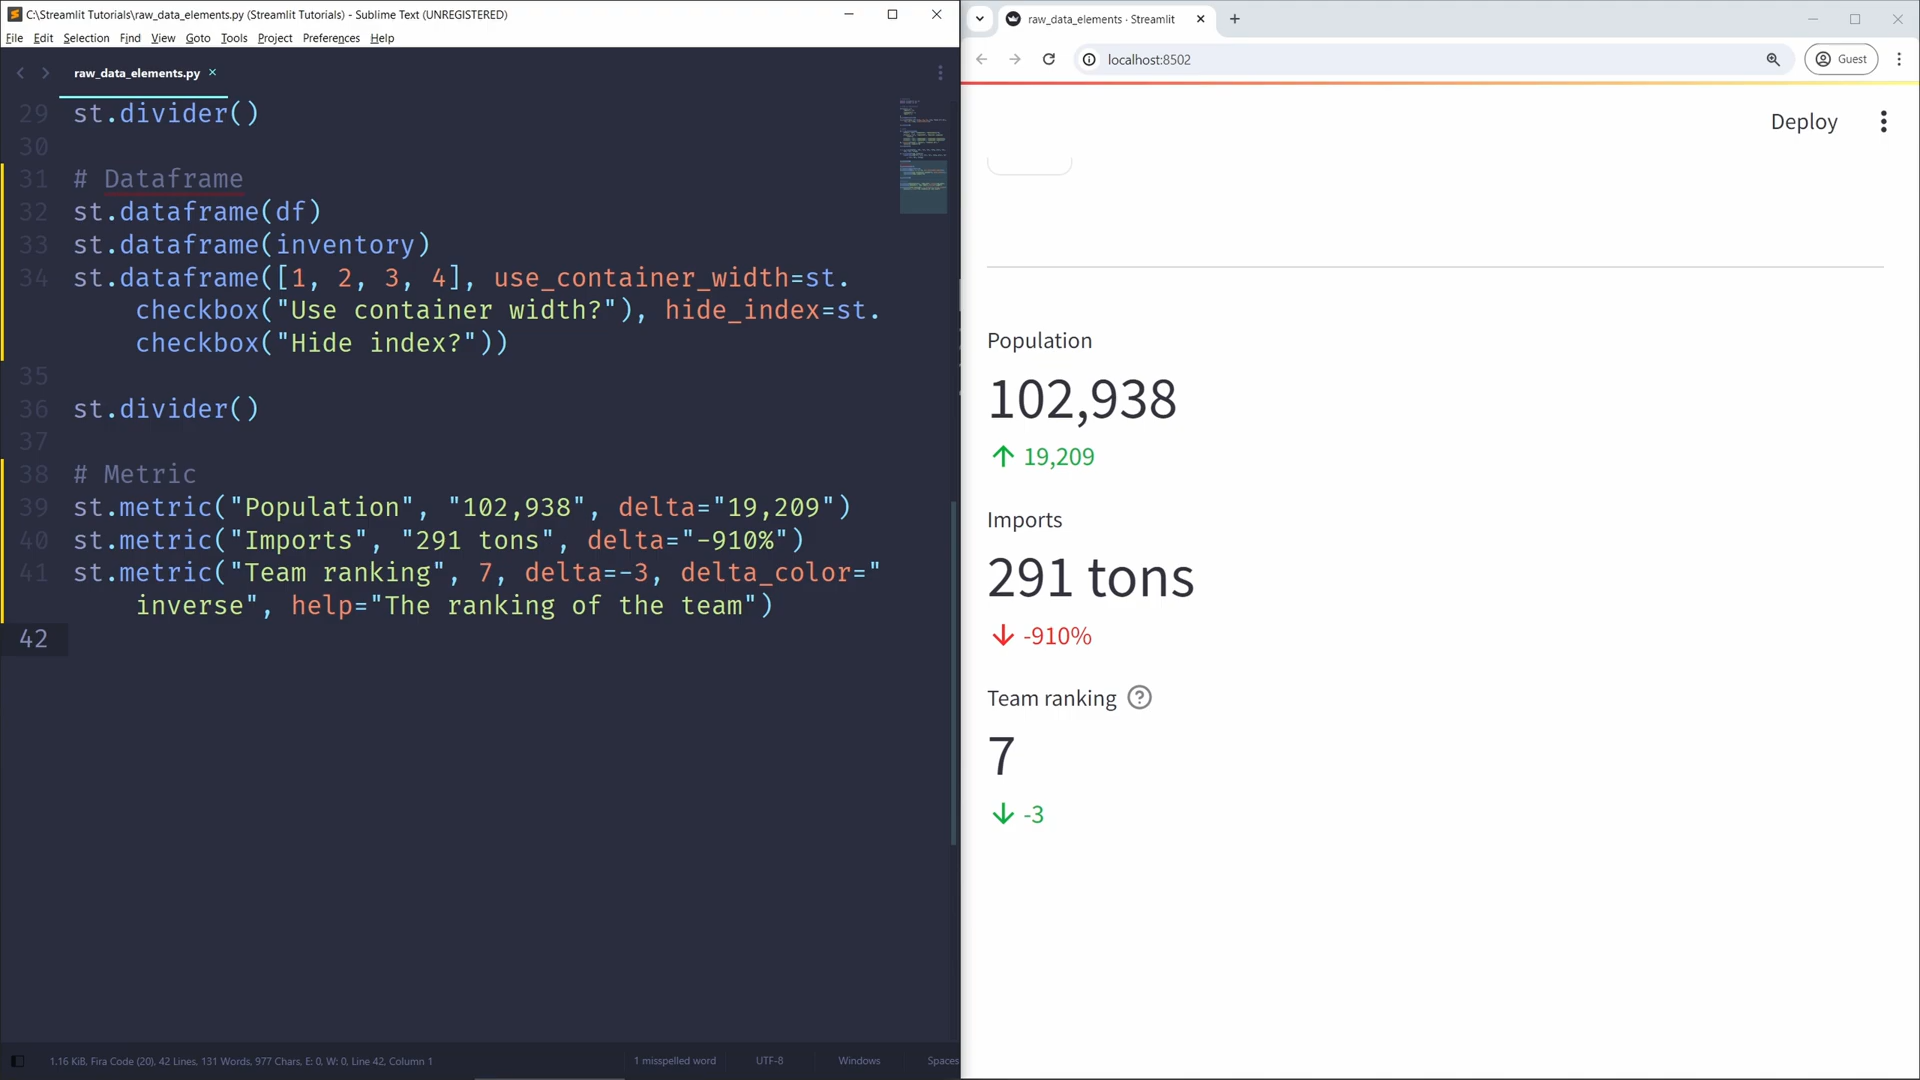 C:\Streamlit Tutorials\raw_data_elements.py (Streamlit Tutorials) - Sublime Text (UNREGISTERED)
File Edit Selection Find View Goto Tools Project Preferences Help
raw_data_elements.py
29 st.divider()
30
31 # Dataframe
32 st.dataframe(df)
33 st.dataframe(inventory)
34 st.dataframe([1, 2, 3, 4], use_container_width=st.
checkbox("Use container width?"), hide_index=st.
checkbox("Hide index?"))
35
36 st.divider()
37
38 # Metric
39 st.metric("Population", "102,938", delta="19,209")
40 st.metric("Imports", "291 tons", delta="-910%")
41 st.metric("Team ranking", 7, delta=-3, delta_color="
inverse", help="The ranking of the team")
42
1.16 KiB, Fira Code (20), 42 Lines, 131 Words, 977 Chars, E: 0, W: 0, Line 42, Column 1
1 misspelled word
UTF-8
Windows
Spaces
raw_data_elements · Streamlit
localhost:8502
Guest
Deploy
Population
102,938
19,209
Imports
291 tons
-910%
Team ranking
7
-3